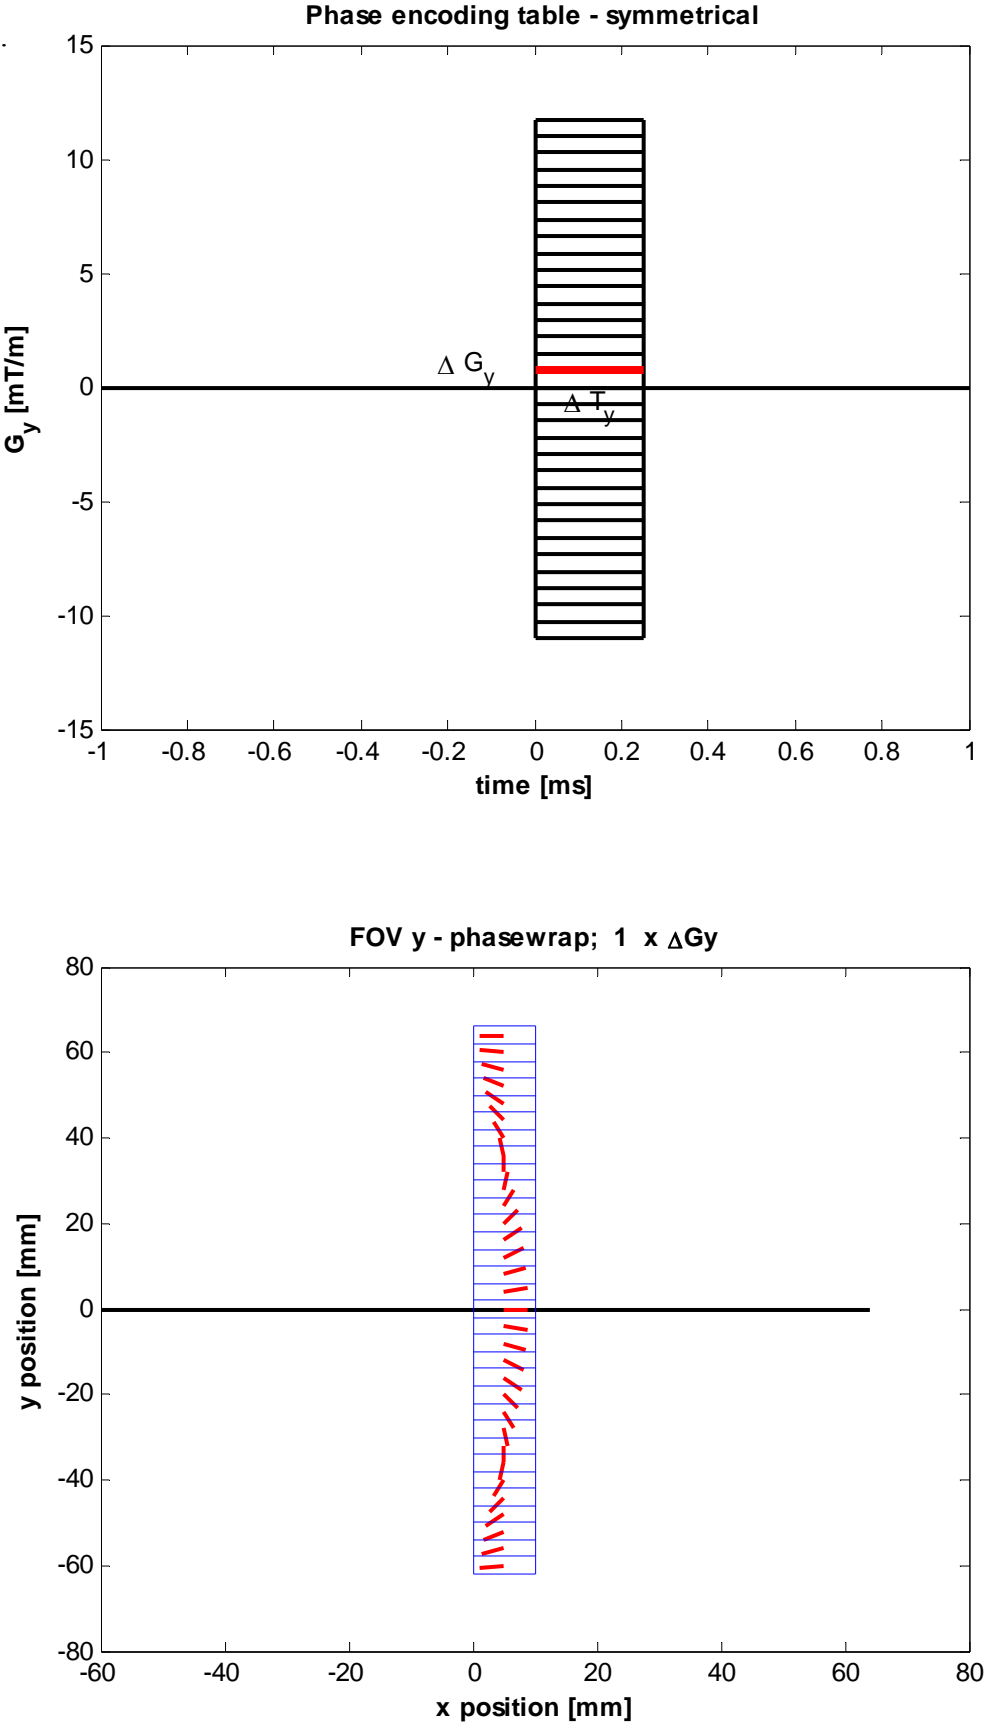 Phase encoding table - symmetrical
15
10
5
0
-5
-10
-15
G_y [mT/m]
Δ G_y
Δ T_y
-1 -0.8 -0.6 -0.4 -0.2 0 0.2 0.4 0.6 0.8 1
time [ms]
FOV y - phasewrap; 1 x ΔGy
80
60
40
20
0
-20
-40
-60
-80
y position [mm]
-60 -40 -20 0 20 40 60 80
x position [mm]